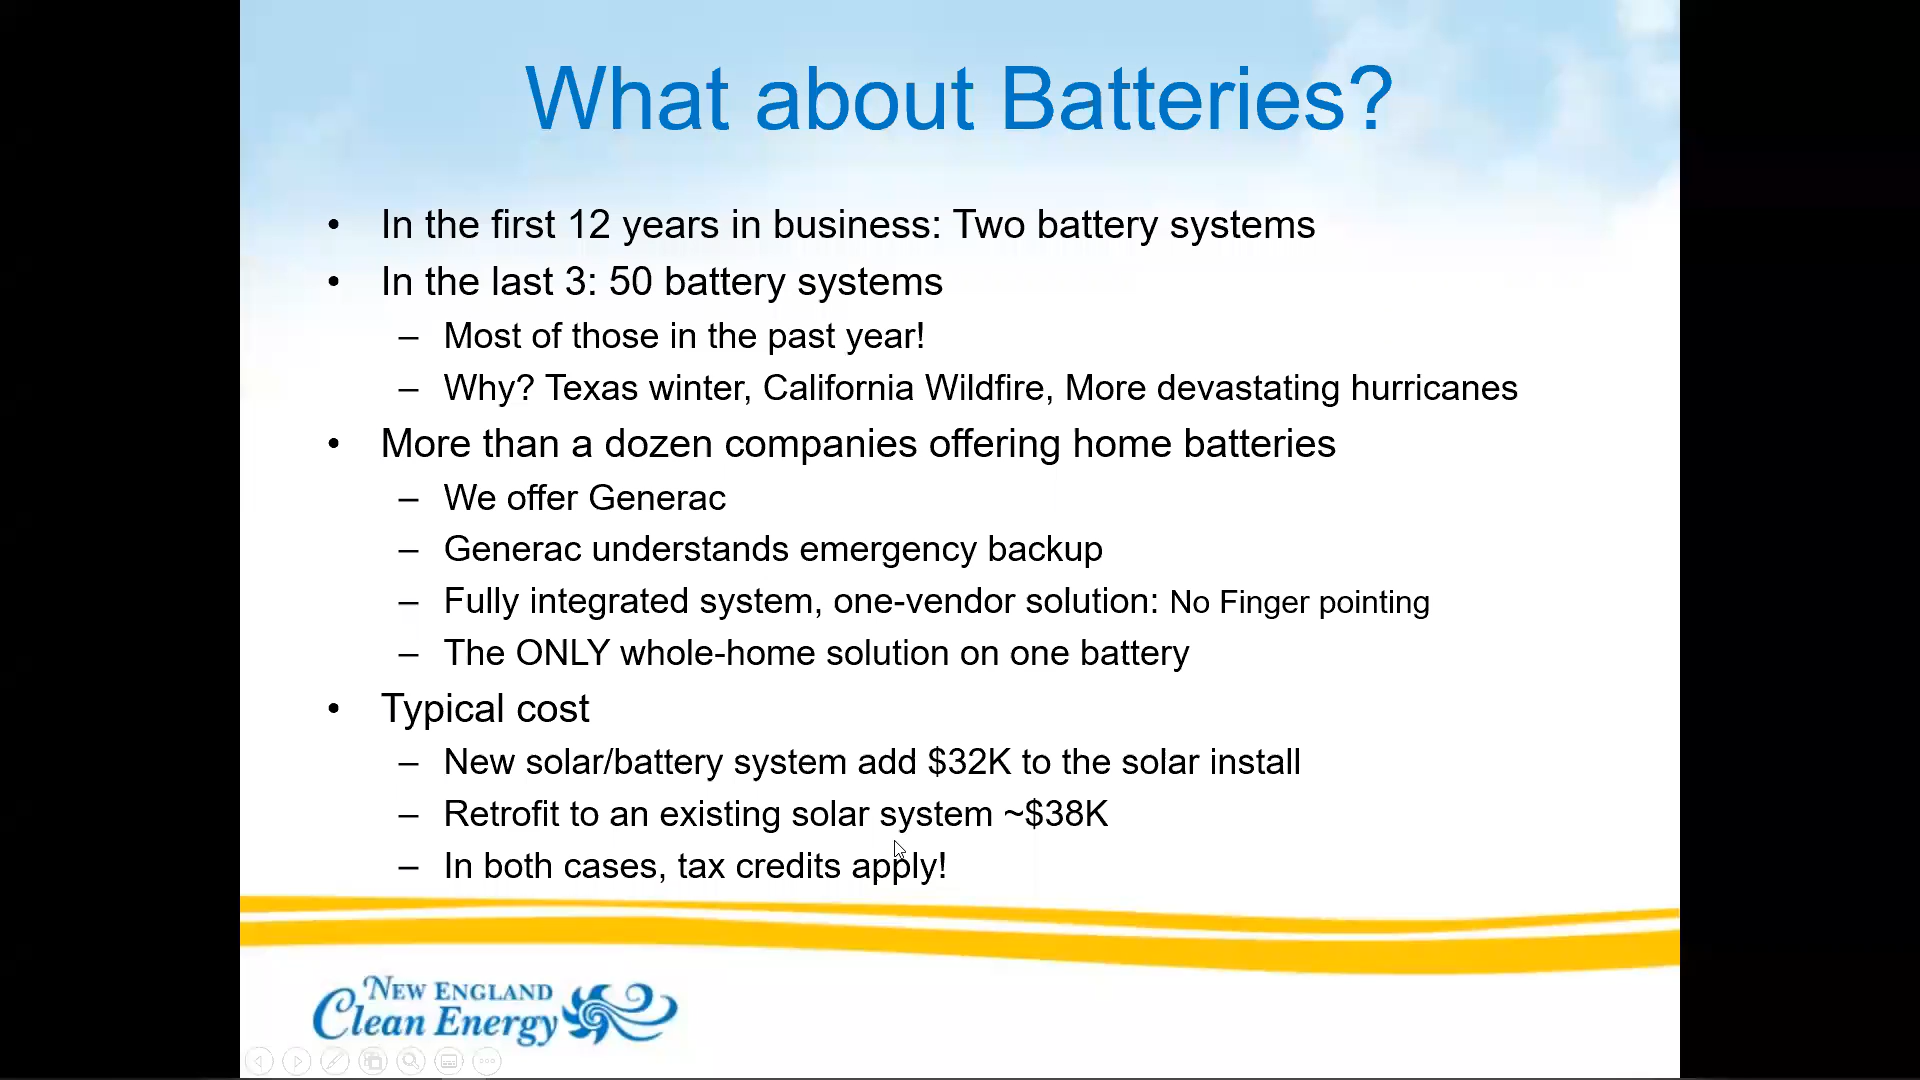 What about Batteries?
• In the first 12 years in business: Two battery systems
• In the last 3: 50 battery systems
– Most of those in the past year!
– Why? Texas winter, California Wildfire, More devastating hurricanes
• More than a dozen companies offering home batteries
– We offer Generac
– Generac understands emergency backup
– Fully integrated system, one-vendor solution: No Finger pointing
– The ONLY whole-home solution on one battery
• Typical cost
– New solar/battery system add $32K to the solar install
– Retrofit to an existing solar system ~$38K
– In both cases, tax credits apply!
NEW ENGLAND
Clean Energy